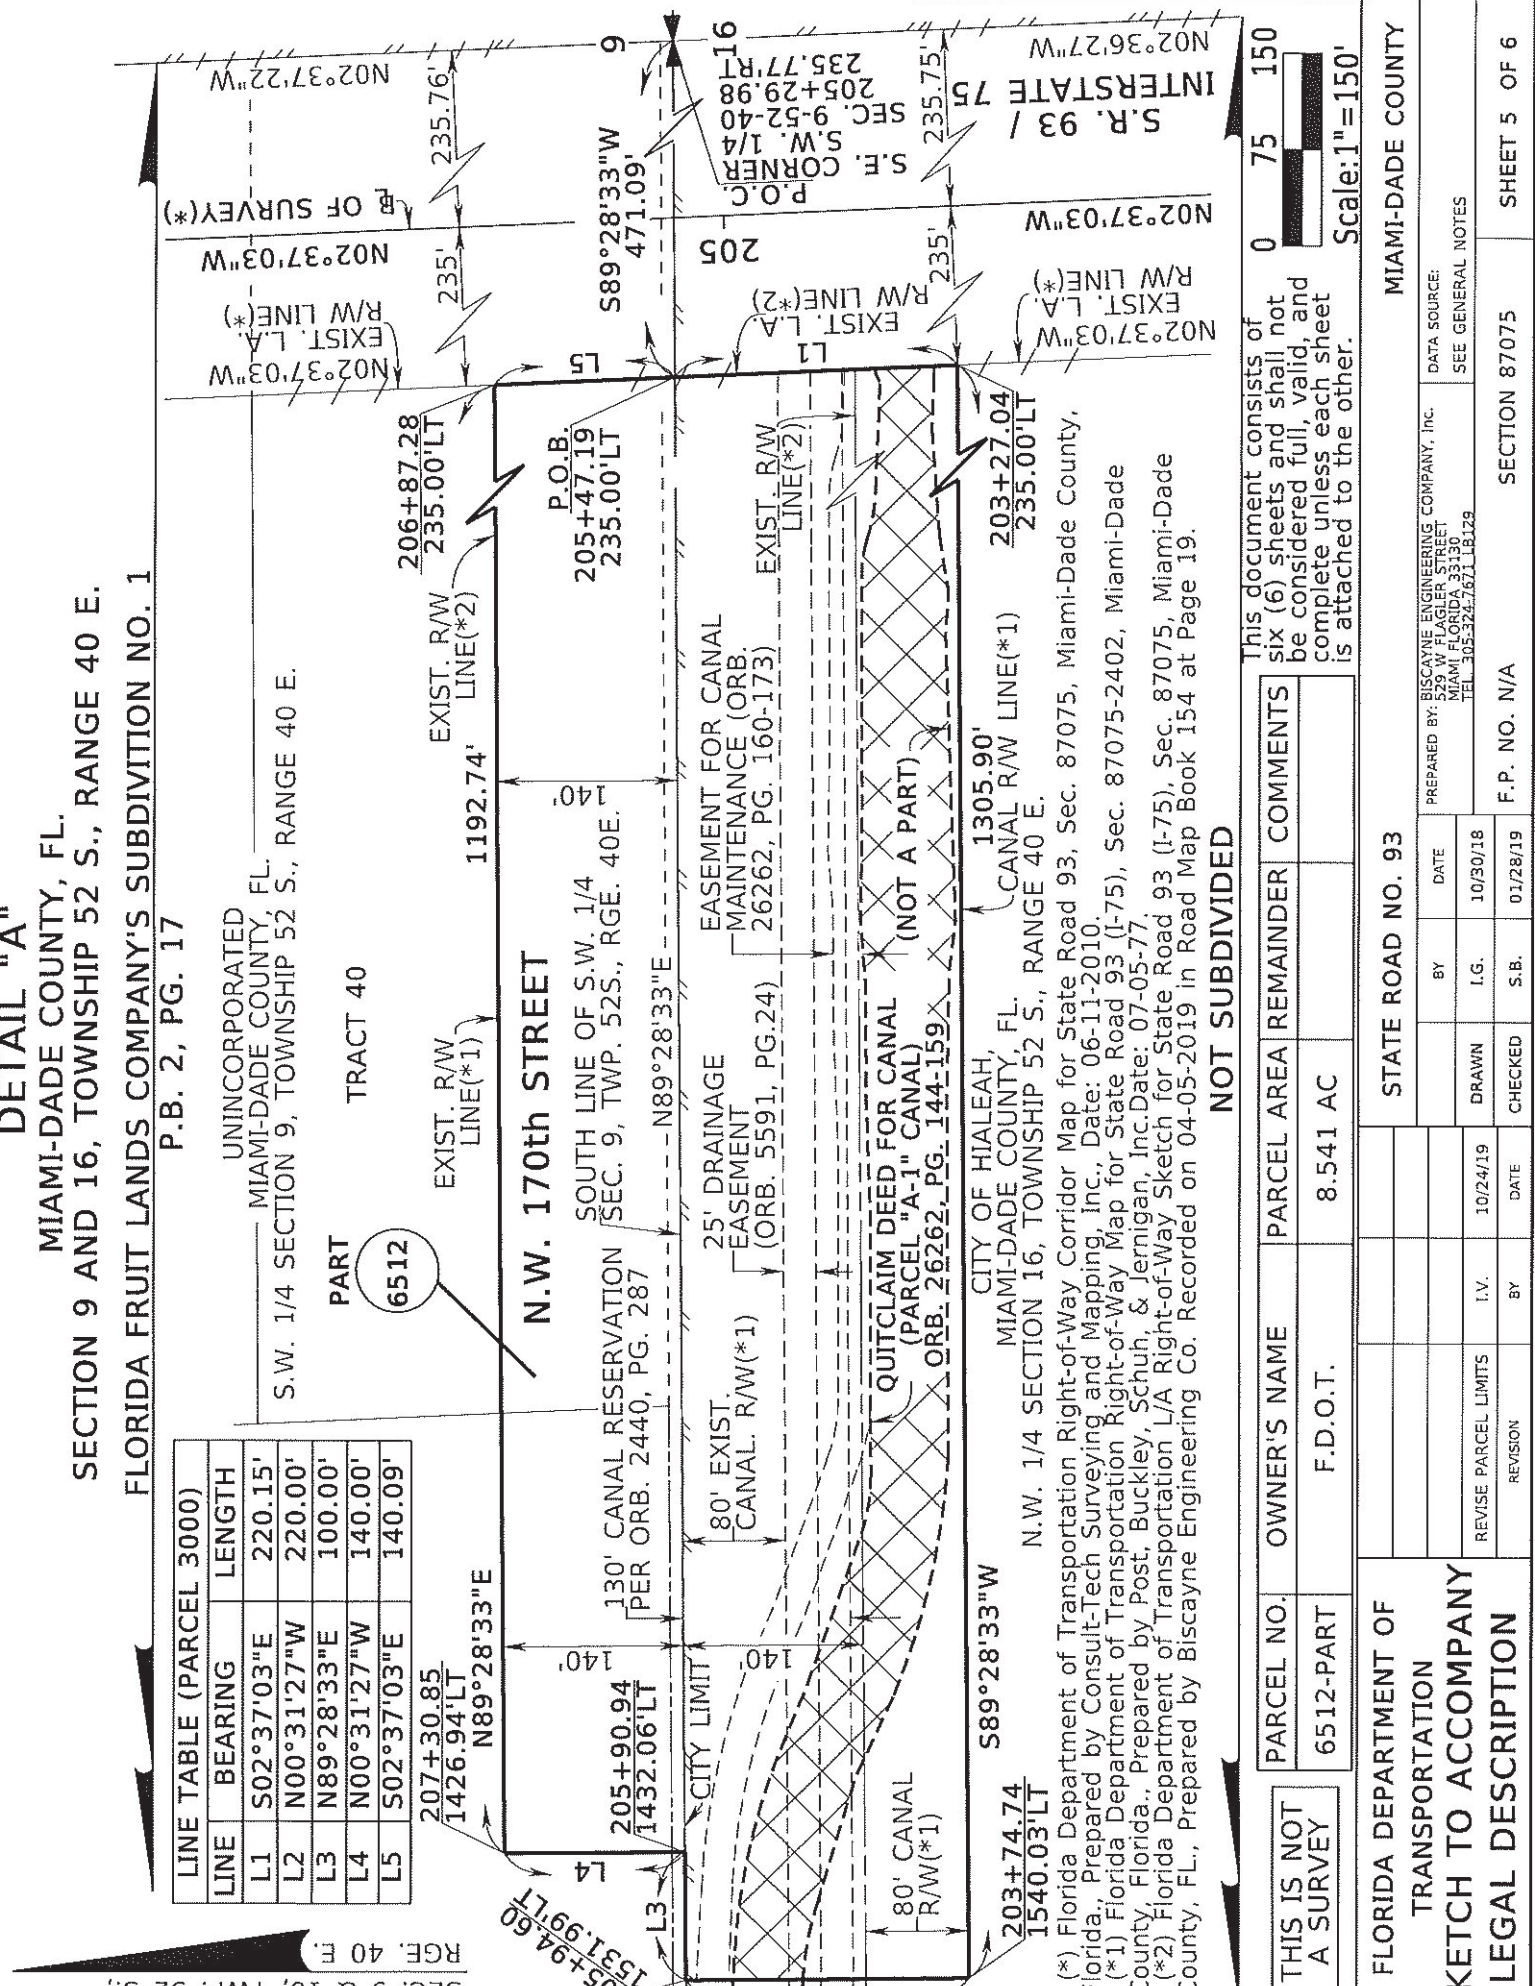 DETAIL "A"
MIAMI-DADE COUNTY, FL.
SECTION 9 AND 16, TOWNSHIP 52 S., RANGE 40 E.
FLORIDA FRUIT LANDS COMPANY'S SUBDIVITION NO. 1
P.B. 2, PG. 17
LINE TABLE (PARCEL 3000)
LINE BEARING LENGTH
L1 S02°37'03"E 220.15'
L2 N00°31'27"W 220.00'
L3 N89°28'33"E 100.00'
L4 N00°31'27"W 140.00'
L5 S02°37'03"E 140.09'
RGE. 40 E.
UNINCORPORATED
MIAMI-DADE COUNTY, FL.
S.W. 1/4 SECTION 9, TOWNSHIP 52 S., RANGE 40 E.
TRACT 40
PART
6512
207+30.85
1426.94'LT
N89°28'33"E
EXIST. R/W
LINE(*1)
1192.74'
EXIST. R/W
LINE(*2)
206+87.28
235.00'LT
N02°37'03"W
EXIST. L.A.
R/W LINE(*)
N02°37'03"W
235'
℄ OF SURVEY(*)
235.76'
N02°37'22"W
N.W. 170th STREET
140'
140'
L4
L5
205+90.94
1432.06'LT
130' CANAL RESERVATION
PER ORB. 2440, PG. 287
SOUTH LINE OF S.W. 1/4
SEC. 9, TWP. 52S., RGE. 40E.
N89°28'33"E
P.O.B.
205+47.19
235.00'LT
S89°28'33"W
471.09'
9
16
205
P.O.C.
S.E. CORNER
S.W. 1/4
SEC. 9-52-40
205+29.98
235.77'RT
L3
1531.99'LT
CITY LIMIT
140'
80' EXIST.
CANAL. R/W(*1)
25' DRAINAGE
EASEMENT
(ORB. 5591, PG.24)
EASEMENT FOR CANAL
MAINTENANCE (ORB.
26262, PG. 160-173)
EXIST. R/W
LINE(*2)
L1
EXIST. L.A.
R/W LINE(*2)
80' CANAL
R/W(*1)
QUITCLAIM DEED FOR CANAL
(PARCEL "A-1" CANAL)
ORB. 26262, PG. 144-159
(NOT A PART)
203+27.04
235.00'LT
N02°37'03"W
EXIST. L.A.
R/W LINE(*)
235'
N02°37'03"W
235.75'
N02°36'27"W
S.R. 93 /
INTERSTATE 75
203+74.74
1540.03'LT
S89°28'33"W
1305.90'
CANAL R/W LINE(*1)
CITY OF HIALEAH,
MIAMI-DADE COUNTY, FL.
N.W. 1/4 SECTION 16, TOWNSHIP 52 S., RANGE 40 E.
(*) Florida Department of Transportation Right-of-Way Corridor Map for State Road 93, Sec. 87075, Miami-Dade County,
Florida., Prepared by Consult-Tech Surveying and Mapping, Inc., Date: 06-11-2010.
(*1) Florida Department of Transportation Right-of-Way Map for State Road 93 (I-75), Sec. 87075-2402, Miami-Dade
County, Florida., Prepared by Post, Buckley, Schuh, & Jernigan, Inc.Date: 07-05-77.
(*2) Florida Department of Transportation L/A Right-of-Way Sketch for State Road 93 (I-75), Sec. 87075, Miami-Dade
County, FL., Prepared by Biscayne Engineering Co. Recorded on 04-05-2019 in Road Map Book 154 at Page 19.
NOT SUBDIVIDED
0 75 150
Scale:1"=150'
This document consists of
six (6) sheets and shall not
be considered full, valid, and
complete unless each sheet
is attached to the other.
THIS IS NOT
A SURVEY
PARCEL NO. OWNER'S NAME PARCEL AREA REMAINDER COMMENTS
6512-PART F.D.O.T. 8.541 AC
FLORIDA DEPARTMENT OF
TRANSPORTATION
SKETCH TO ACCOMPANY
LEGAL DESCRIPTION
STATE ROAD NO. 93
MIAMI-DADE COUNTY
BY DATE
REVISE PARCEL LIMITS I.V. 10/24/19 DRAWN I.G. 10/30/18
REVISION BY DATE CHECKED S.B. 01/28/19
PREPARED BY: BISCAYNE ENGINEERING COMPANY, Inc.
529 W FLAGLER STREET
MIAMI FLORIDA 33130
TEL. 305-324-7671 LB129
DATA SOURCE:
SEE GENERAL NOTES
F.P. NO. N/A SECTION 87075 SHEET 5 OF 6